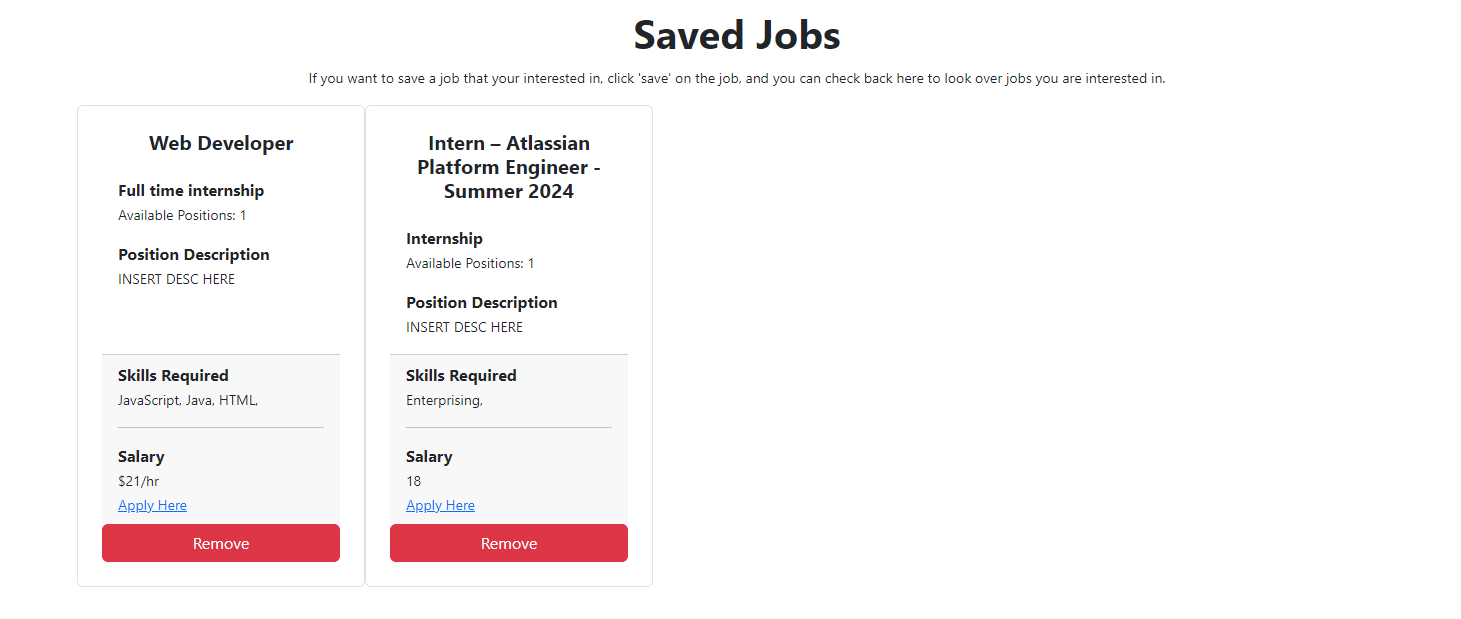 Saved Jobs
If you want to save a job that your interested in, click 'save' on the job, and you can check back here to look over jobs you are interested in.
Web Developer
Full time internship
Available Positions: 1
Position Description
INSERT DESC HERE
Skills Required
JavaScript, Java, HTML,
Salary
$21/hr
Apply Here
Remove
Intern – Atlassian
Platform Engineer -
Summer 2024
Internship
Available Positions: 1
Position Description
INSERT DESC HERE
Skills Required
Enterprising,
Salary
18
Apply Here
Remove